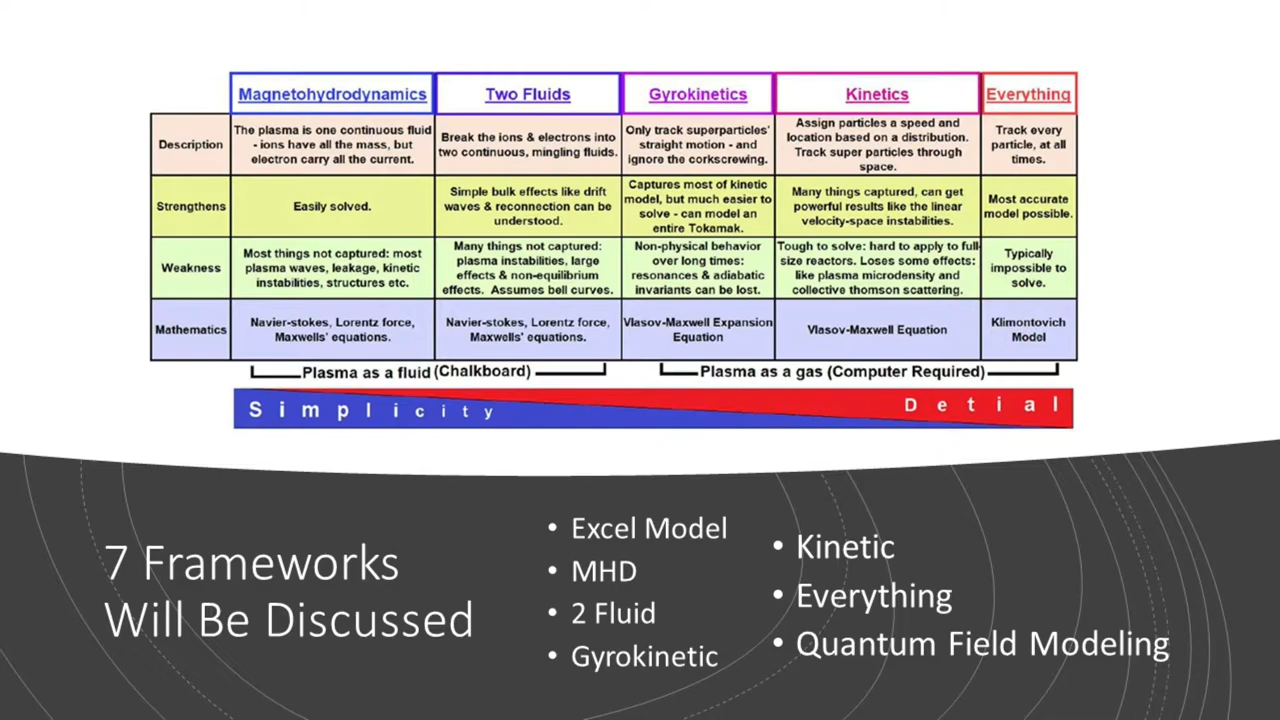 Magnetohydrodynamics Two Fluids Gyrokinetics Kinetics Everything
Description
The plasma is one continuous fluid
- ions have all the mass, but
electron carry all the current.
Break the ions & electrons into
two continuous, mingling fluids.
Only track superparticles'
straight motion - and
ignore the corkscrewing.
Assign particles a speed and
location based on a distribution.
Track super particles through
space.
Track every
particle, at all
times.
Strengthens
Easily solved.
Simple bulk effects like drift
waves & reconnection can be
understood.
Captures most of kinetic
model, but much easier to
solve - can model an
entire Tokamak.
Many things captured, can get
powerful results like the linear
velocity-space instabilities.
Most accurate
model possible.
Weakness
Most things not captured: most
plasma waves, leakage, kinetic
instabilities, structures etc.
Many things not captured:
plasma instabilities, large
effects & non-equilibrium
effects. Assumes bell curves.
Non-physical behavior
over long times:
resonances & adiabatic
invariants can be lost.
Tough to solve: hard to apply to full-
size reactors. Loses some effects:
like plasma microdensity and
collective thomson scattering.
Typically
impossible to
solve.
Mathematics
Navier-stokes, Lorentz force,
Maxwells' equations.
Navier-stokes, Lorentz force,
Maxwells' equations.
Vlasov-Maxwell Expansion
Equation
Vlasov-Maxwell Equation
Klimontovich
Model
Plasma as a fluid (Chalkboard)
Plasma as a gas (Computer Required)
Simplicity
Detial
7 Frameworks
Will Be Discussed
• Excel Model
• MHD
• 2 Fluid
• Gyrokinetic
• Kinetic
• Everything
• Quantum Field Modeling